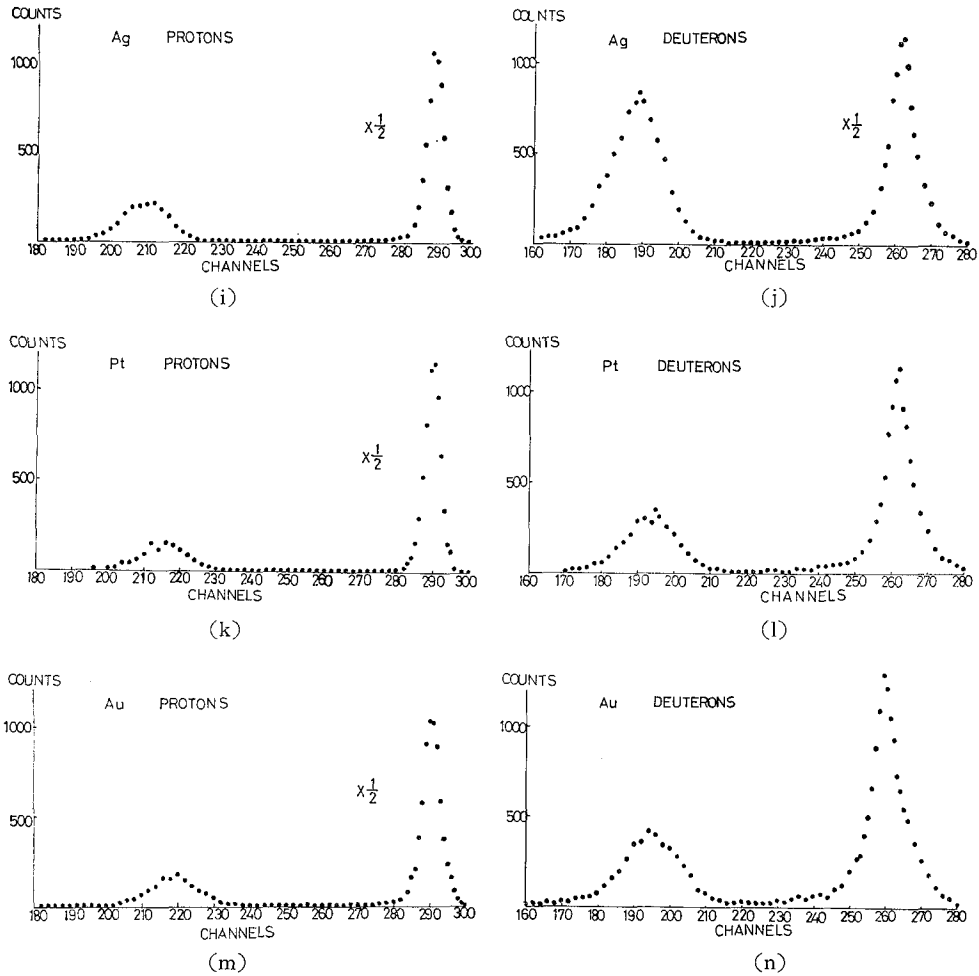 COUNTS
Ag PROTONS
1000
500
X 1/2
180 190 200 210 220 230 240 250 260 270 280 290 300
CHANNELS
(i)
COUNTS
Ag DEUTERONS
1000
500
X 1/2
160 170 180 190 200 210 220 230 240 250 260 270 280
CHANNELS
(j)
COUNTS
Pt PROTONS
1000
500
X 1/2
180 190 200 210 220 230 240 250 260 270 280 290 300
CHANNELS
(k)
COUNTS
Pt DEUTERONS
1000
500
160 170 180 190 200 210 220 230 240 250 260 270 280
CHANNELS
(l)
COUNTS
Au PROTONS
1000
500
X 1/2
180 190 200 210 220 230 240 250 260 270 280 290 300
CHANNELS
(m)
COUNTS
Au DEUTERONS
1000
500
160 170 180 190 200 210 220 230 240 250 260 270 280
CHANNELS
(n)